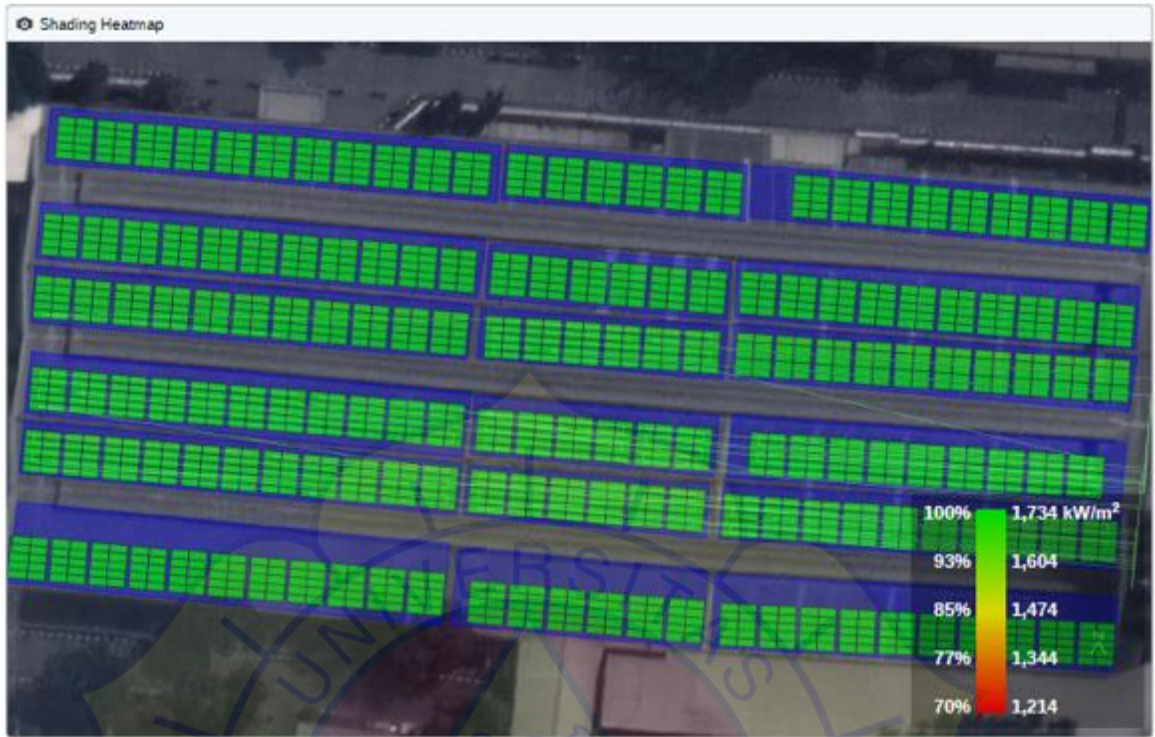 Shading Heatmap
100% 1,734 kW/m²
93% 1,604
85% 1,474
77% 1,344
70% 1,214
UNIVERSITAS